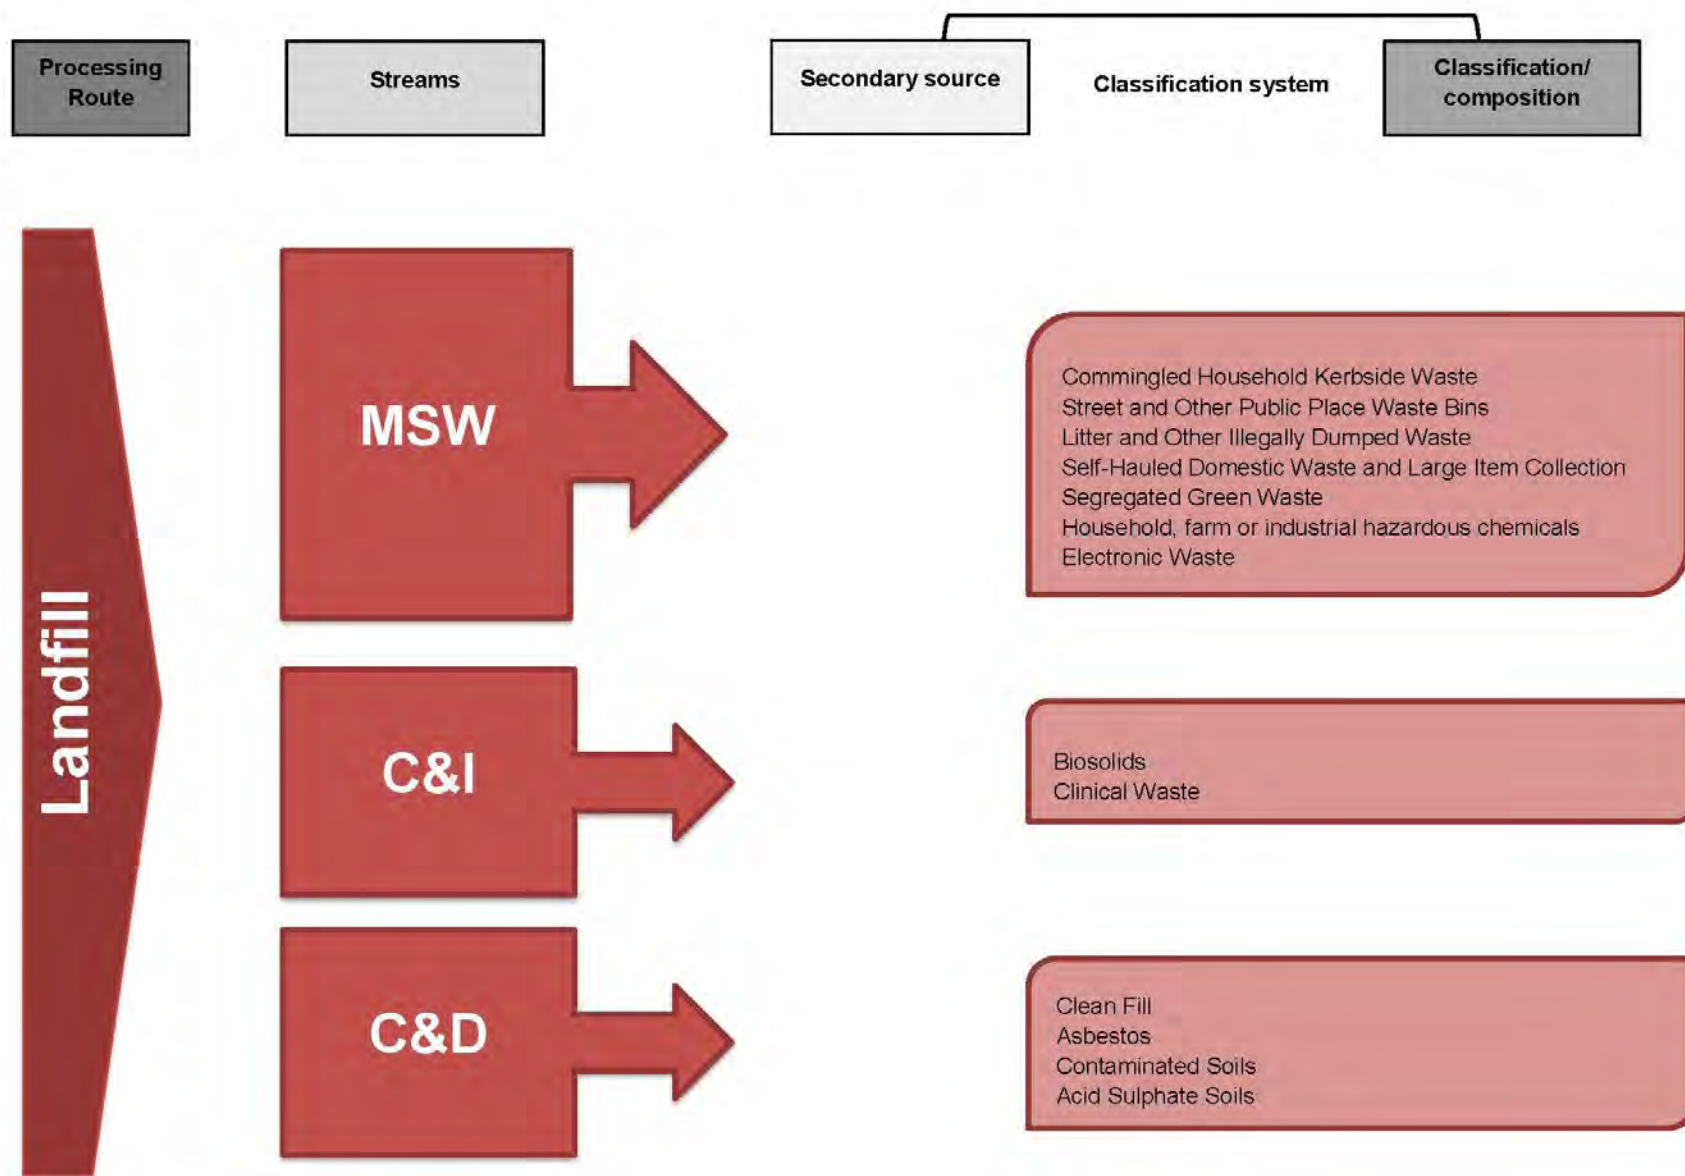 Processing
Route
Streams
Secondary source
Classification system
Classification/
composition
Landfill
MSW
Commingled Household Kerbside Waste
Street and Other Public Place Waste Bins
Litter and Other Illegally Dumped Waste
Self-Hauled Domestic Waste and Large Item Collection
Segregated Green Waste
Household, farm or industrial hazardous chemicals
Electronic Waste
C&I
Biosolids
Clinical Waste
C&D
Clean Fill
Asbestos
Contaminated Soils
Acid Sulphate Soils